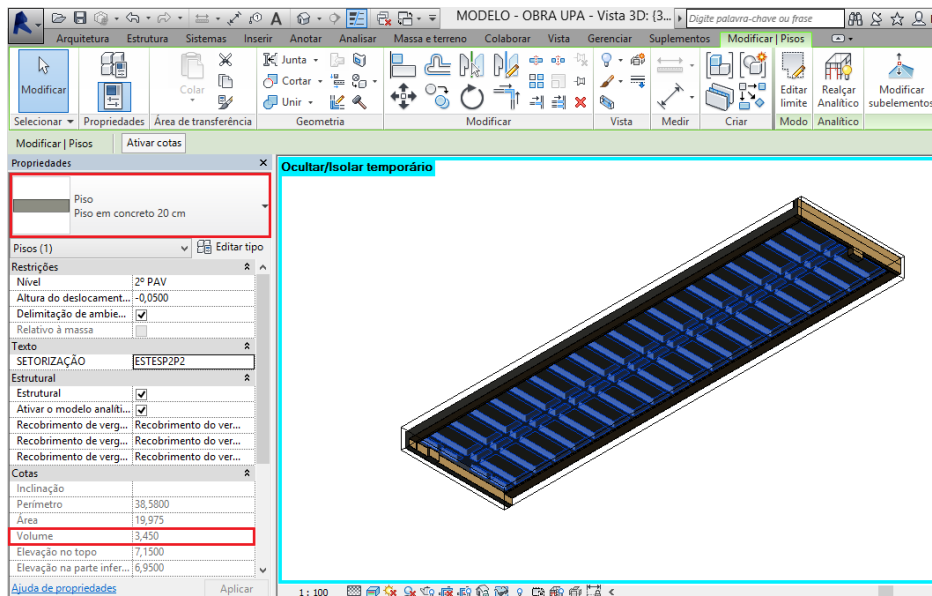 MODELO - OBRA UPA - Vista 3D: {3...
Digite palavra-chave ou frase
Arquitetura Estrutura Sistemas Inserir Anotar Analisar Massa e terreno Colaborar Vista Gerenciar Suplementos Modificar | Pisos
Modificar
Colar
Junta
Cortar
Unir
Editar limite
Realçar Analítico
Modificar subelementos
Selecionar Propriedades Área de transferência Geometria Modificar Vista Medir Criar Modo Analítico
Modificar | Pisos Ativar cotas
Propriedades
Ocultar/Isolar temporário
Piso
Piso em concreto 20 cm
Pisos (1) Editar tipo
Restrições
Nível 2º PAV
Altura do deslocament... -0,0500
Delimitação de ambie...
Relativo à massa
Texto
SETORIZAÇÃO ESTESP2P2
Estrutural
Estrutural
Ativar o modelo analíti...
Recobrimento de verg... Recobrimento do ver...
Recobrimento de verg... Recobrimento do ver...
Recobrimento de verg... Recobrimento do ver...
Cotas
Inclinação
Perímetro 38,5800
Área 19,975
Volume 3,450
Elevação no topo 7,1500
Elevação na parte infer... 6,9500
Ajuda de propriedades Aplicar
1 : 100